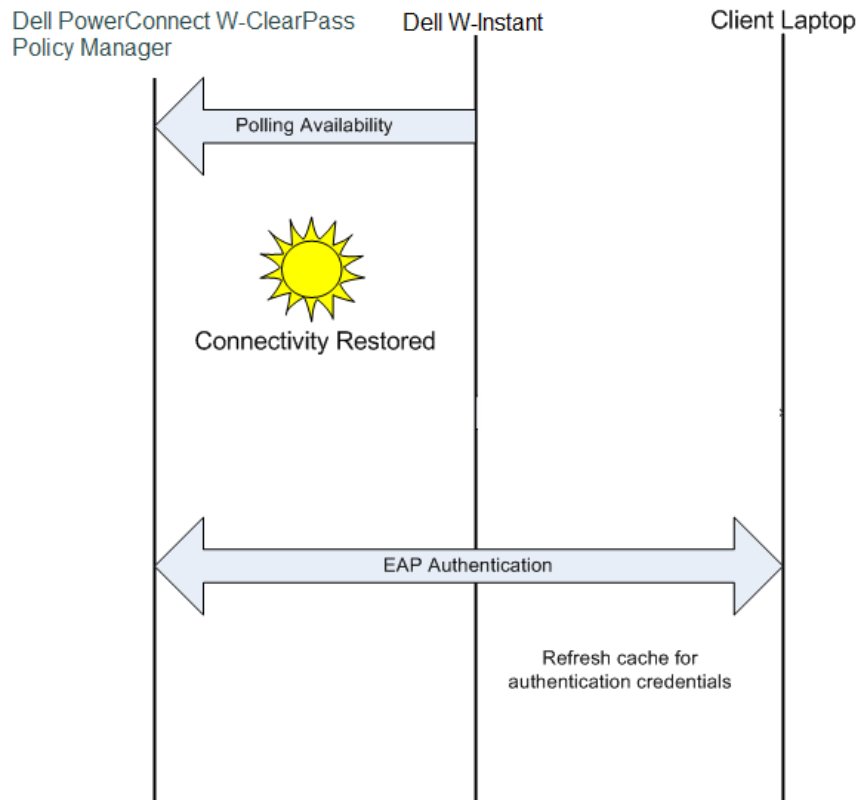 Dell PowerConnect W-ClearPass
Policy Manager
Dell W-Instant
Client Laptop
Polling Availability
Connectivity Restored
EAP Authentication
Refresh cache for
authentication credentials